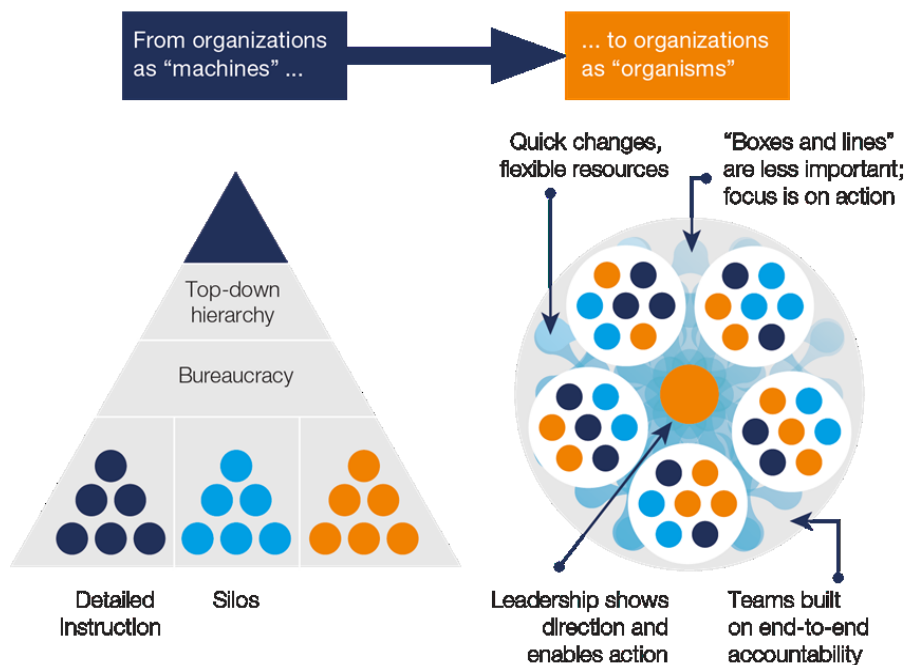 From organizations
as “machines” ...
... to organizations
as “organisms”
Quick changes,
flexible resources
“Boxes and lines”
are less important;
focus is on action
Top-down
hierarchy
Bureaucracy
Detailed
Instruction
Silos
Leadership shows
direction and
enables action
Teams built
on end-to-end
accountability